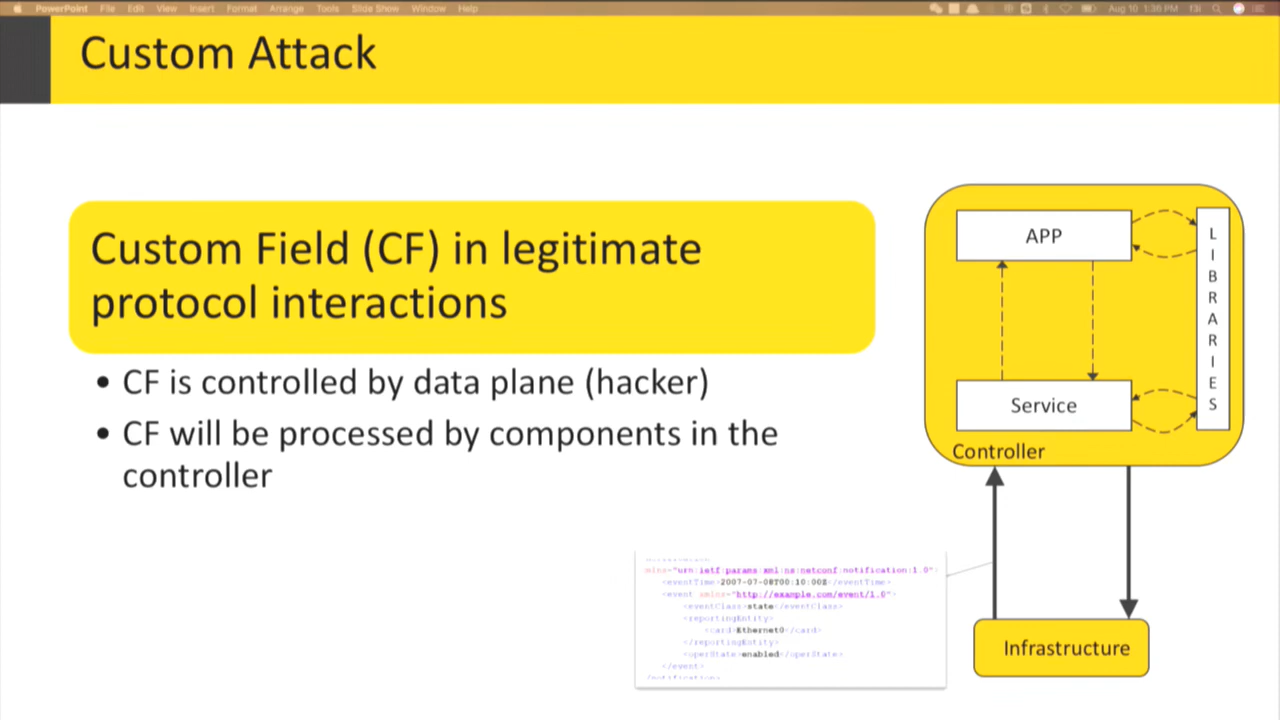 PowerPoint File Edit View Insert Format Arrange Tools Slide Show Window Help Aug 10 1:36 PM
Custom Attack
Custom Field (CF) in legitimate
protocol interactions
• CF is controlled by data plane (hacker)
• CF will be processed by components in the
controller
APP
LIBRARIES
Service
Controller
Infrastructure
xmlns="urn:ietf:params:xml:ns:netconf:notification:1.0">
<eventTime>2007-07-08T00:10:00Z</eventTime>
<event xmlns="http://example.com/event/1.0">
<eventClass>state</eventClass>
<reportingEntity>
<card>Ethernet0</card>
</reportingEntity>
<operState>enabled</operState>
</event>
</notification>